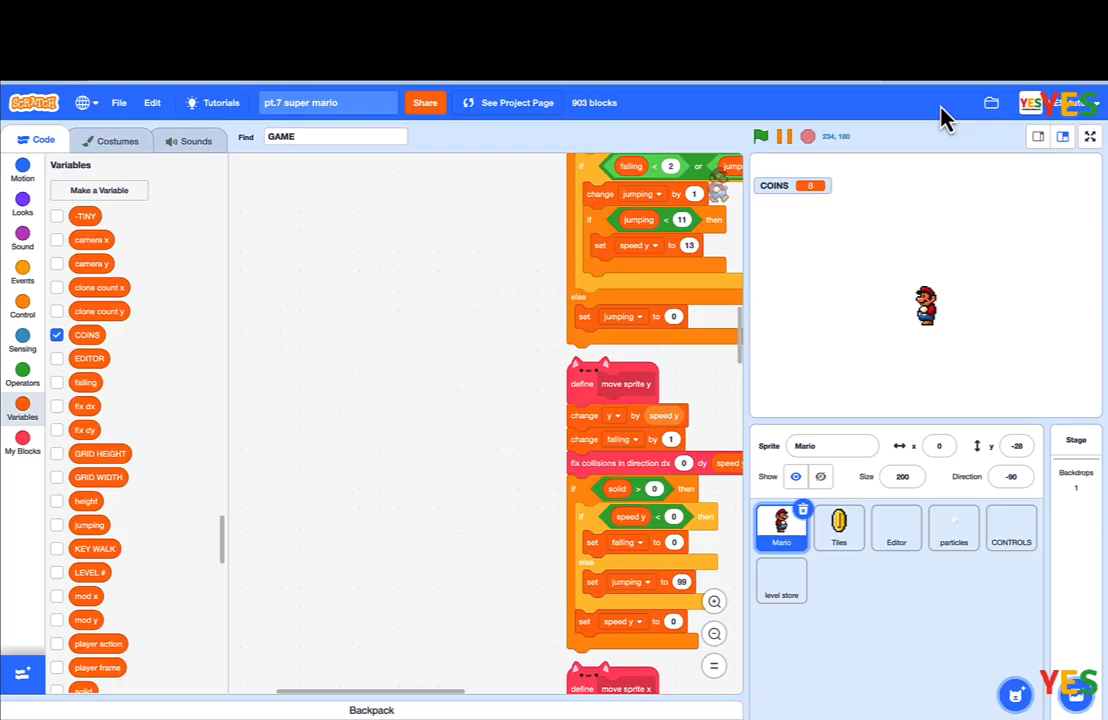 SCRATCH File Edit Tutorials pt.7 super mario Share See Project Page 903 blocks YES YES
Code Costumes Sounds Find GAME 234, 180
Motion
Looks
Sound
Events
Control
Sensing
Operators
Variables
My Blocks
Variables
Make a Variable
-TINY
camera x
camera y
clone count x
clone count y
COINS
EDITOR
falling
fix dx
fix dy
GRID HEIGHT
GRID WIDTH
height
jumping
KEY WALK
LEVEL #
mod x
mod y
player action
player frame
solid
if falling < 2 or jump
change jumping by 1
if jumping < 11 then
set speed y to 13
else
set jumping to 0
define move sprite y
change y by speed y
change falling by 1
fix collisions in direction dx 0 dy speed
if solid > 0 then
if speed y < 0 then
set falling to 0
else
set jumping to 99
set speed y to 0
define move sprite x
Backpack
COINS 8
Sprite Mario x 0 y -28
Show Size 200 Direction -90
Mario Tiles Editor particles CONTROLS
level store
Stage
Backdrops
1
YES